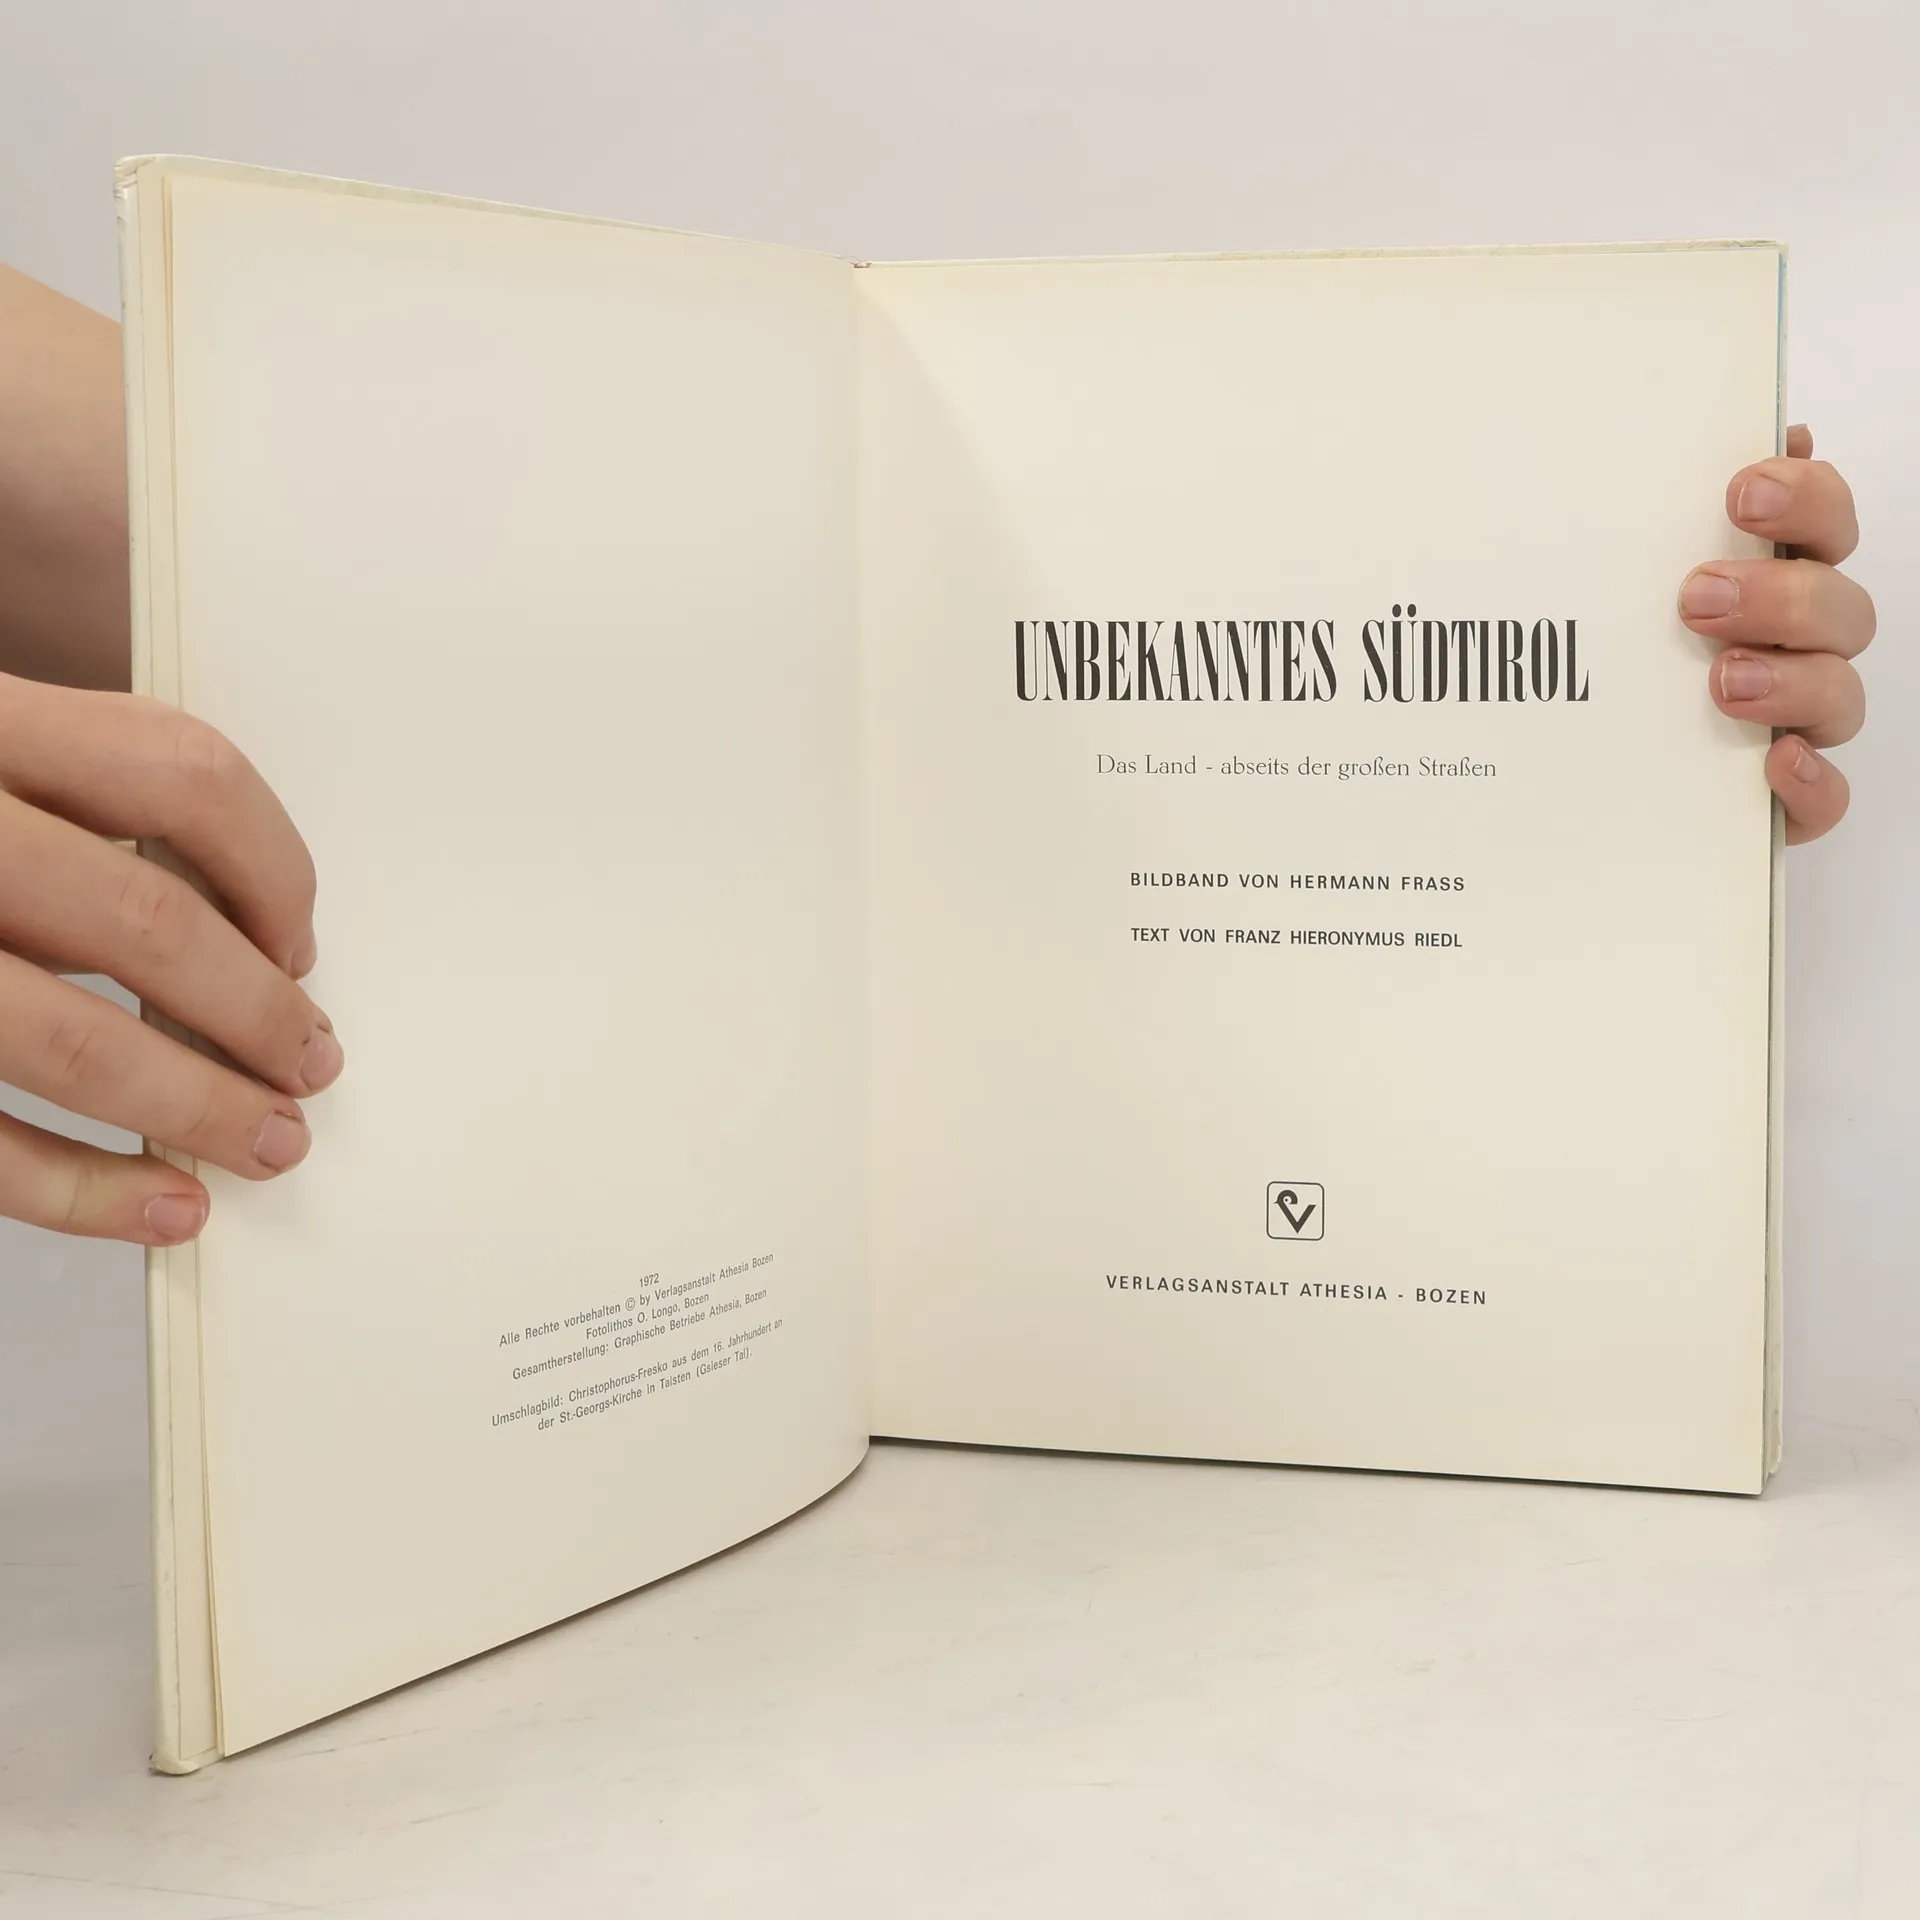 1972
Alle Rechte vorbehalten © by Verlagsanstalt Athesia Bozen
Fotolithos O. Longo, Bozen
Gesamtherstellung: Graphische Betriebe Athesia, Bozen
Umschlagbild: Christophorus-Fresko aus dem 16. Jahrhundert an
der St.-Georgs-Kirche in Taisten (Gsieser Tal).
UNBEKANNTES SÜDTIROL
Das Land - abseits der großen Straßen
BILDBAND VON HERMANN FRASS
TEXT VON FRANZ HIERONYMUS RIEDL
VERLAGSANSTALT ATHESIA - BOZEN